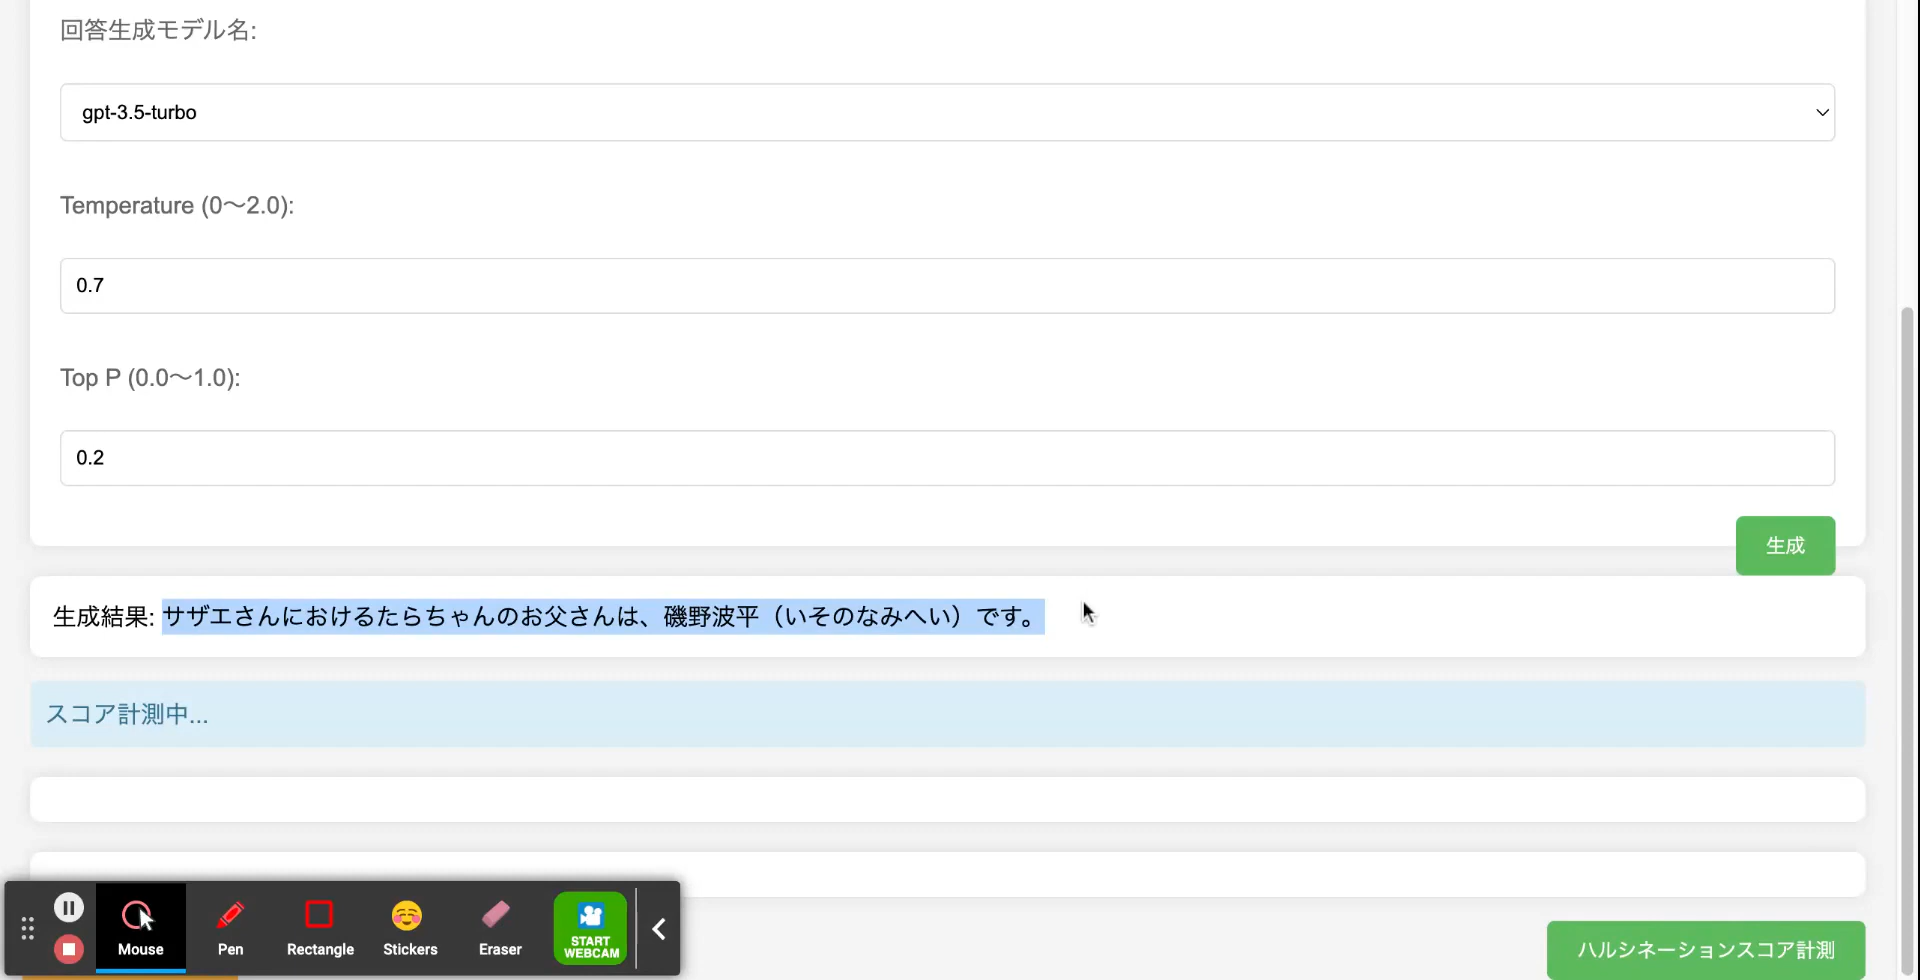 回答生成モデル名:
gpt-3.5-turbo
Temperature (0〜2.0):
0.7
Top P (0.0〜1.0):
0.2
生成
生成結果: サザエさんにおけるたらちゃんのお父さんは、磯野波平（いそのなみへい）です。
スコア計測中...
Mouse
Pen
Rectangle
Stickers
Eraser
START
WEBCAM
ハルシネーションスコア計測